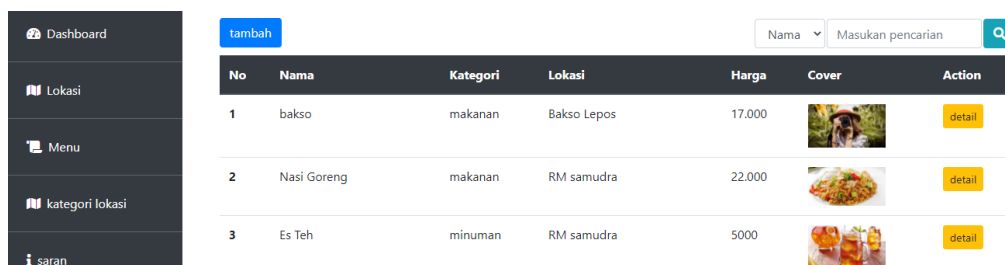 Dashboard
Lokasi
Menu
kategori lokasi
saran
tambah
Nama
Masukan pencarian
No Nama Kategori Lokasi Harga Cover Action
1 bakso makanan Bakso Lepos 17.000 detail
2 Nasi Goreng makanan RM samudra 22.000 detail
3 Es Teh minuman RM samudra 5000 detail